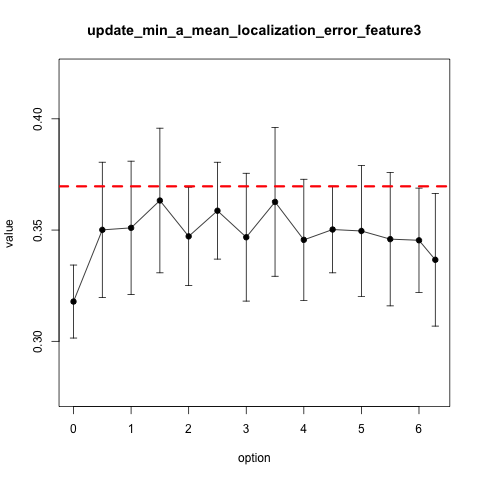 update_min_a_mean_localization_error_feature3
value
0.40
0.35
0.30
0 1 2 3 4 5 6
option